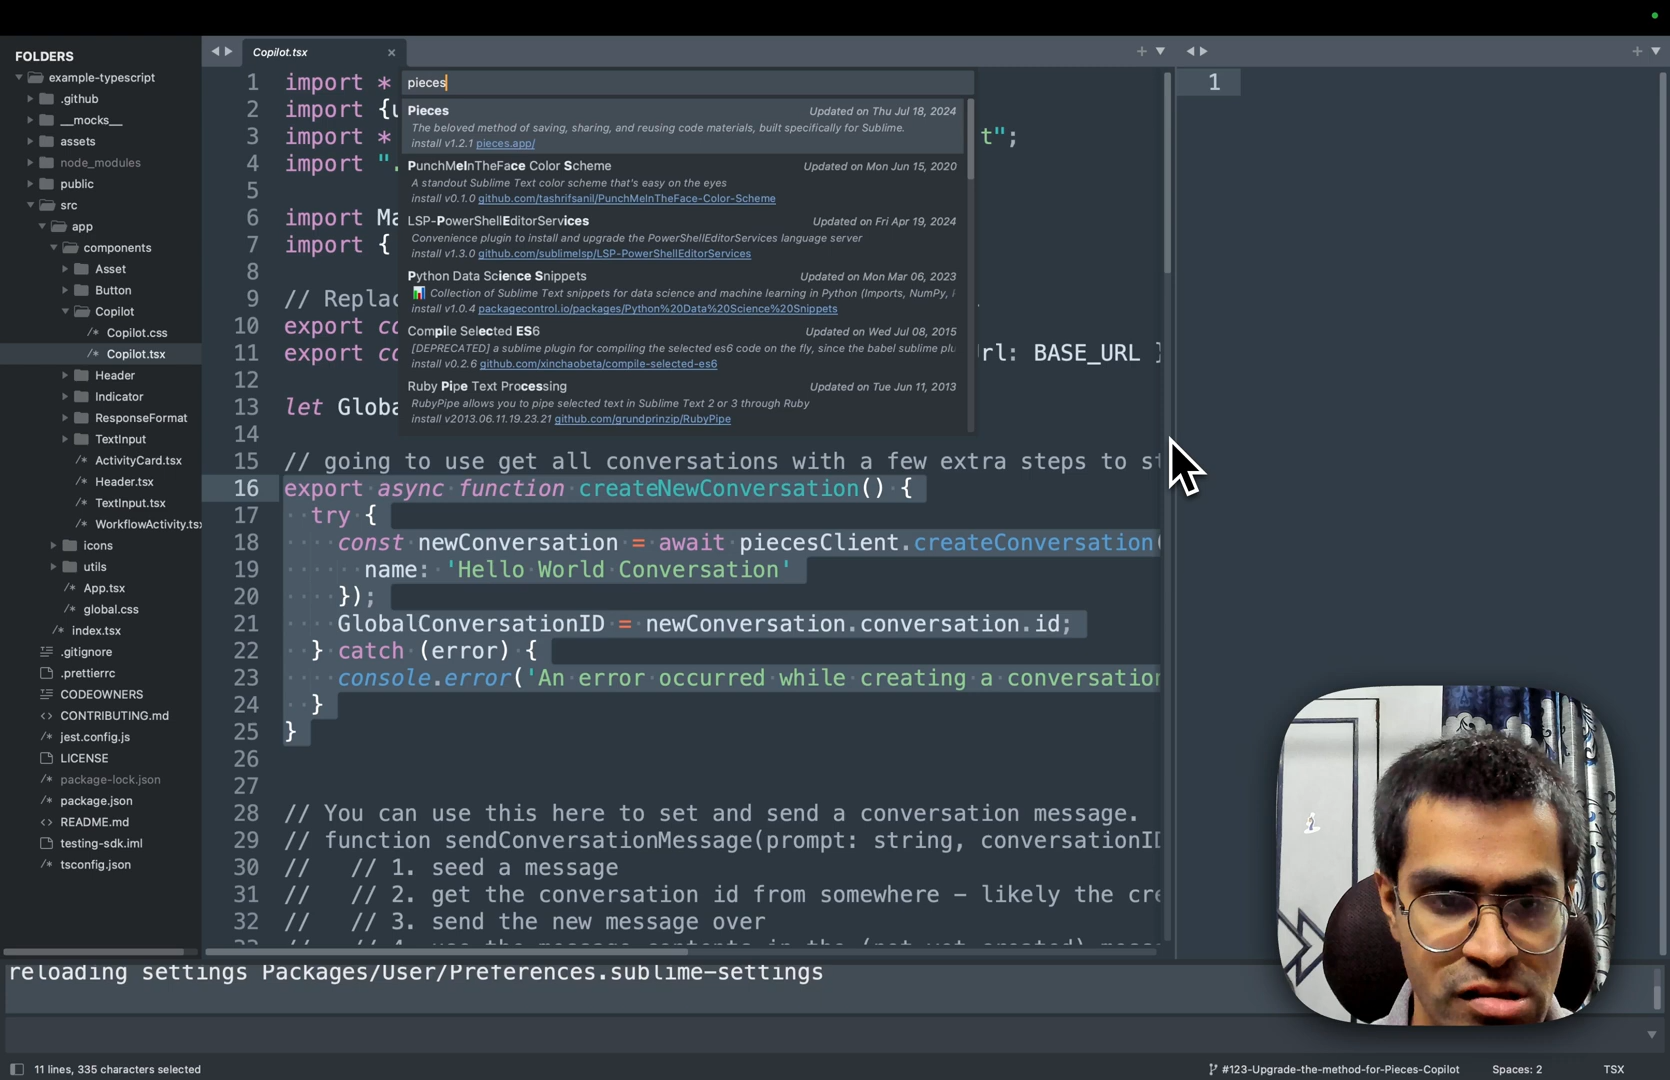 FOLDERS
example-typescript
.github
__mocks__
assets
node_modules
public
src
app
components
Asset
Button
Copilot
/* Copilot.css
/* Copilot.tsx
Header
Indicator
ResponseFormat
TextInput
/* ActivityCard.tsx
/* Header.tsx
/* TextInput.tsx
/* WorkflowActivity.tsx
icons
utils
/* App.tsx
/* global.css
/* index.tsx
.gitignore
.prettierrc
CODEOWNERS
<> CONTRIBUTING.md
/* jest.config.js
LICENSE
/* package-lock.json
/* package.json
<> README.md
testing-sdk.iml
/* tsconfig.json
Copilot.tsx
pieces
Pieces Updated on Thu Jul 18, 2024
The beloved method of saving, sharing, and reusing code materials, built specifically for Sublime.
install v1.2.1 pieces.app/
PunchMeInTheFace Color Scheme Updated on Mon Jun 15, 2020
A standout Sublime Text color scheme that's easy on the eyes
install v0.1.0 github.com/tashrifsanil/PunchMeInTheFace-Color-Scheme
LSP-PowerShellEditorServices Updated on Fri Apr 19, 2024
Convenience plugin to install and upgrade the PowerShellEditorServices language server
install v1.3.0 github.com/sublimelsp/LSP-PowerShellEditorServices
Python Data Science Snippets Updated on Mon Mar 06, 2023
📊 Collection of Sublime Text snippets for data science and machine learning in Python (Imports, NumPy,
install v1.0.4 packagecontrol.io/packages/Python%20Data%20Science%20Snippets
Compile Selected ES6 Updated on Wed Jul 08, 2015
[DEPRECATED] a sublime plugin for compiling the selected es6 code on the fly, since the babel sublime plu
install v0.2.6 github.com/xinchaobeta/compile-selected-es6
Ruby Pipe Text Processing Updated on Tue Jun 11, 2013
RubyPipe allows you to pipe selected text in Sublime Text 2 or 3 through Ruby
install v2013.06.11.19.23.21 github.com/grundprinzip/RubyPipe
1 import *
2 import {u
3 import * t";
4 import ".
5
6 import Ma
7 import {
8
9 // Replac
10 export co
11 export co rl: BASE_URL }
12
13 let Globa
14
15 // going to use get all conversations with a few extra steps to st
16 export async function createNewConversation() {
17 try {
18 const newConversation = await piecesClient.createConversation(
19 name: 'Hello World Conversation'
20 });
21 GlobalConversationID = newConversation.conversation.id;
22 } catch (error) {
23 console.error('An error occurred while creating a conversation
24 }
25 }
26
27
28 // You can use this here to set and send a conversation message.
29 // function sendConversationMessage(prompt: string, conversationID
30 // // 1. seed a message
31 // // 2. get the conversation id from somewhere - likely the cre
32 // // 3. send the new message over
1
reloading settings Packages/User/Preferences.sublime-settings
11 lines, 335 characters selected
#123-Upgrade-the-method-for-Pieces-Copilot
Spaces: 2
TSX